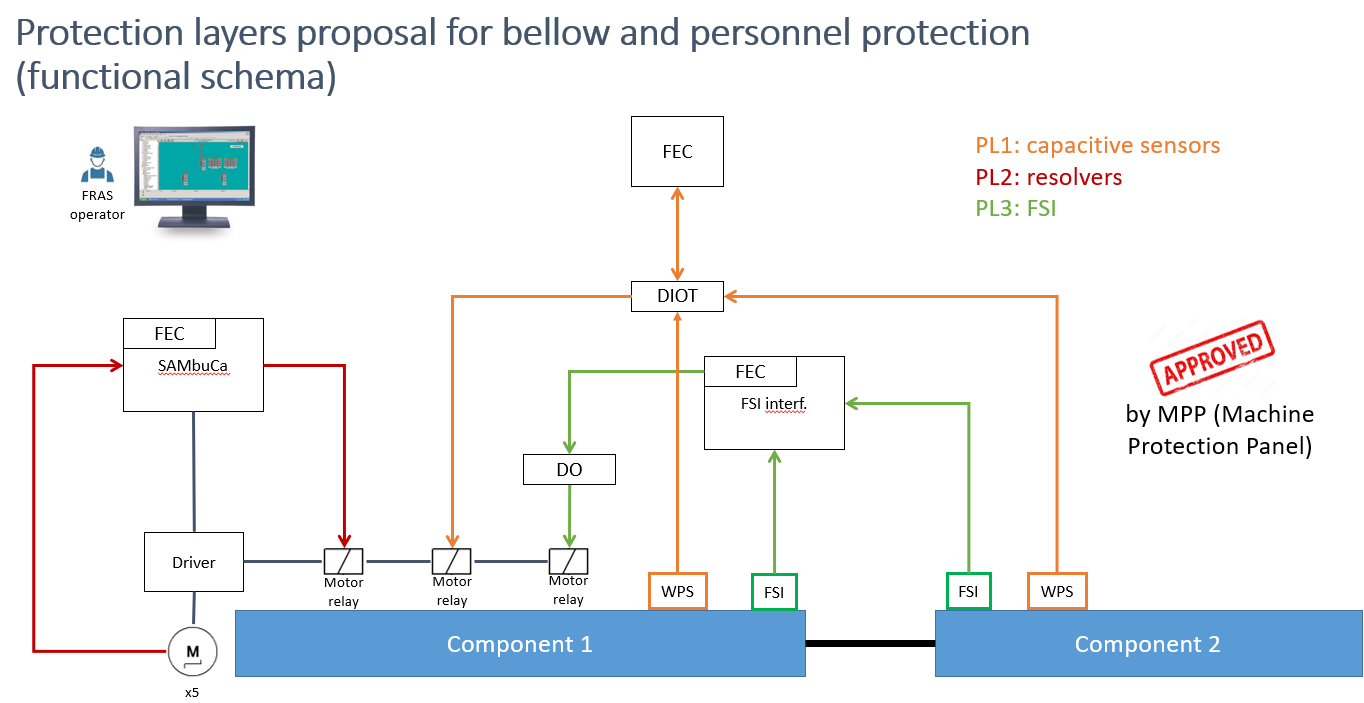 Protection layers proposal for bellow and personnel protection
(functional schema)
FRAS
operator
FEC
PL1: capacitive sensors
PL2: resolvers
PL3: FSI
DIOT
FEC
SAMbuCa
FEC
FSI interf.
APPROVED
by MPP (Machine
Protection Panel)
DO
Driver
Motor
relay
Motor
relay
Motor
relay
WPS
FSI
FSI
WPS
Component 1
Component 2
M
x5